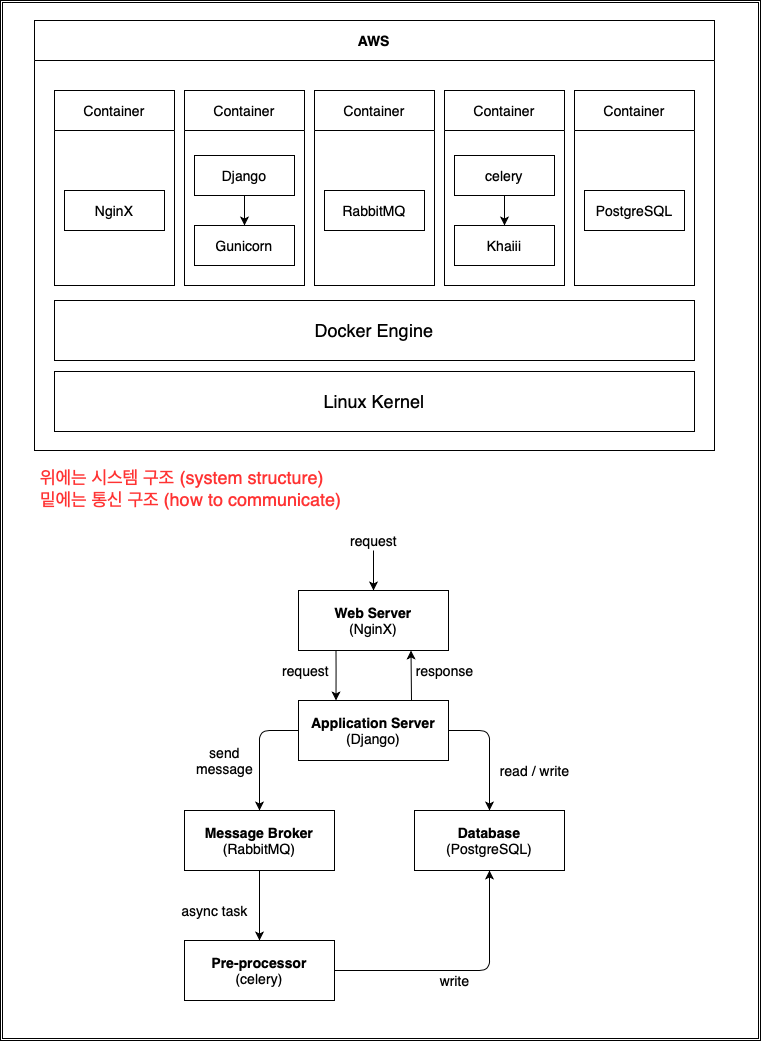 AWS
Container
Container
Container
Container
Container
NginX
Django
Gunicorn
RabbitMQ
celery
Khaiii
PostgreSQL
Docker Engine
Linux Kernel
위에는 시스템 구조 (system structure)
밑에는 통신 구조 (how to communicate)
request
Web Server
(NginX)
request
response
Application Server
(Django)
send
message
read / write
Message Broker
(RabbitMQ)
Database
(PostgreSQL)
async task
Pre-processor
(celery)
write